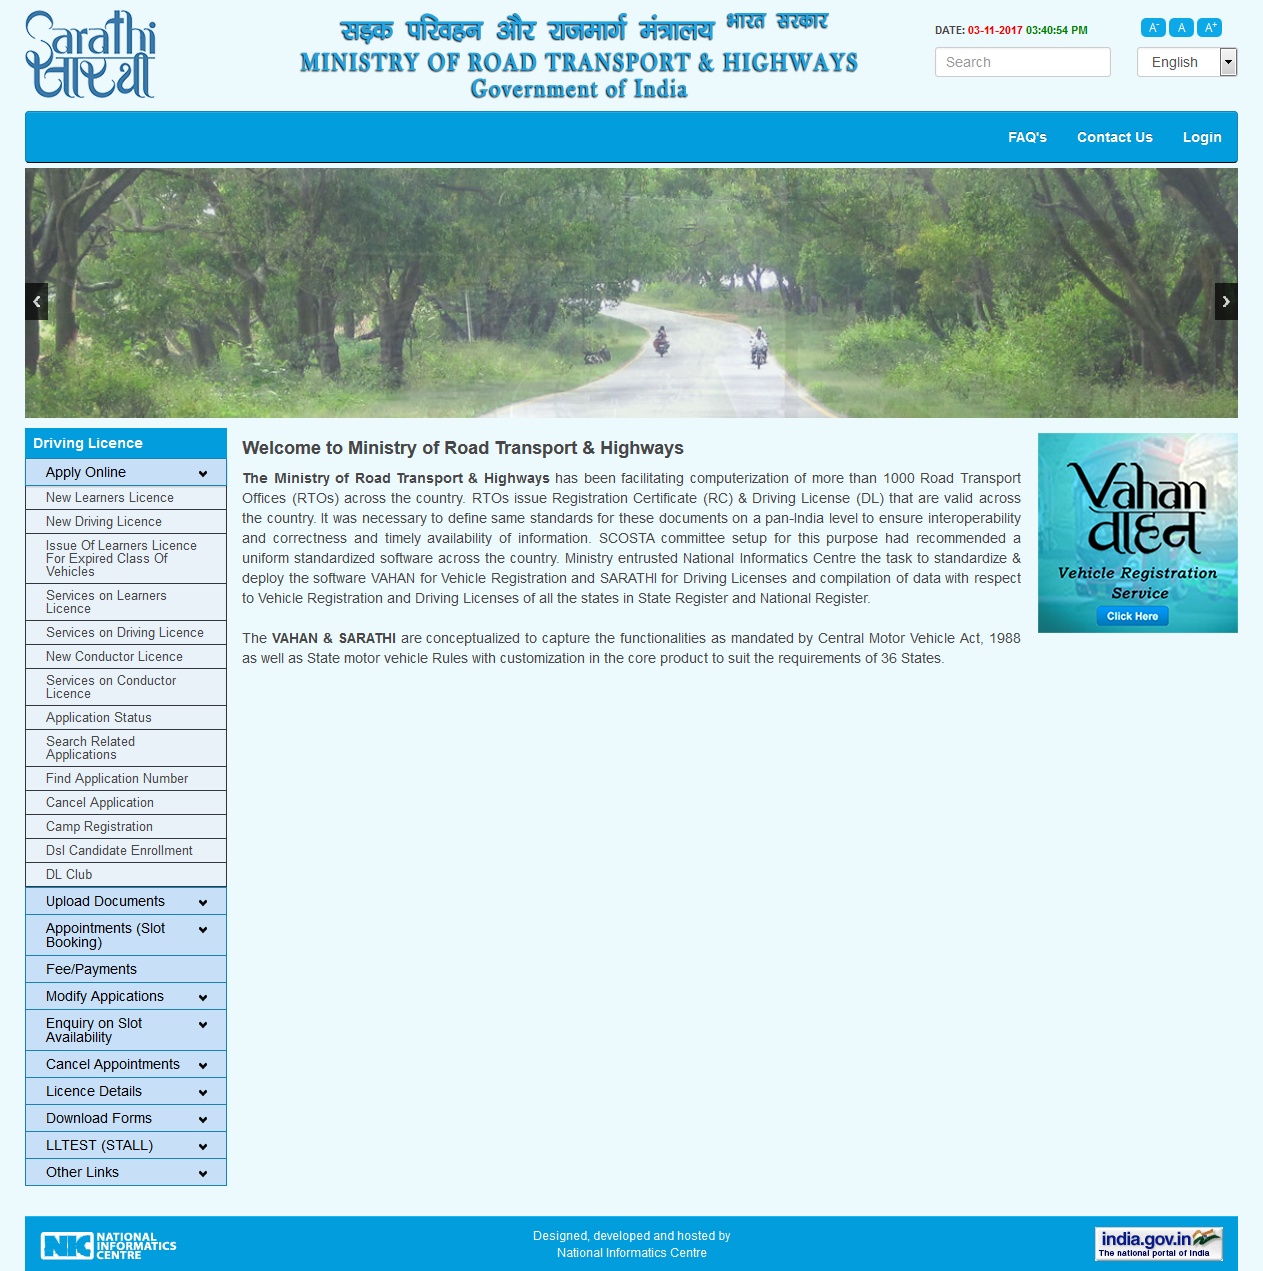 Sarathi
सारथी
सड़क परिवहन और राजमार्ग मंत्रालय भारत सरकार
MINISTRY OF ROAD TRANSPORT & HIGHWAYS
Government of India
DATE: 03-11-2017 03:40:54 PM
A- A A+
Search
English
FAQ's Contact Us Login
Driving Licence
Apply Online
New Learners Licence
New Driving Licence
Issue Of Learners Licence
For Expired Class Of
Vehicles
Services on Learners
Licence
Services on Driving Licence
New Conductor Licence
Services on Conductor
Licence
Application Status
Search Related
Applications
Find Application Number
Cancel Application
Camp Registration
Dsl Candidate Enrollment
DL Club
Upload Documents
Appointments (Slot
Booking)
Fee/Payments
Modify Appications
Enquiry on Slot
Availability
Cancel Appointments
Licence Details
Download Forms
LLTEST (STALL)
Other Links
Welcome to Ministry of Road Transport & Highways
The Ministry of Road Transport & Highways has been facilitating computerization of more than 1000 Road Transport
Offices (RTOs) across the country. RTOs issue Registration Certificate (RC) & Driving License (DL) that are valid across
the country. It was necessary to define same standards for these documents on a pan-India level to ensure interoperability
and correctness and timely availability of information. SCOSTA committee setup for this purpose had recommended a
uniform standardized software across the country. Ministry entrusted National Informatics Centre the task to standardize &
deploy the software VAHAN for Vehicle Registration and SARATHI for Driving Licenses and compilation of data with respect
to Vehicle Registration and Driving Licenses of all the states in State Register and National Register.
The VAHAN & SARATHI are conceptualized to capture the functionalities as mandated by Central Motor Vehicle Act, 1988
as well as State motor vehicle Rules with customization in the core product to suit the requirements of 36 States.
Vahan
वाहन
Vehicle Registration
Service
Click Here
NIC NATIONAL
INFORMATICS
CENTRE
Designed, developed and hosted by
National Informatics Centre
india.gov.in
The national portal of India